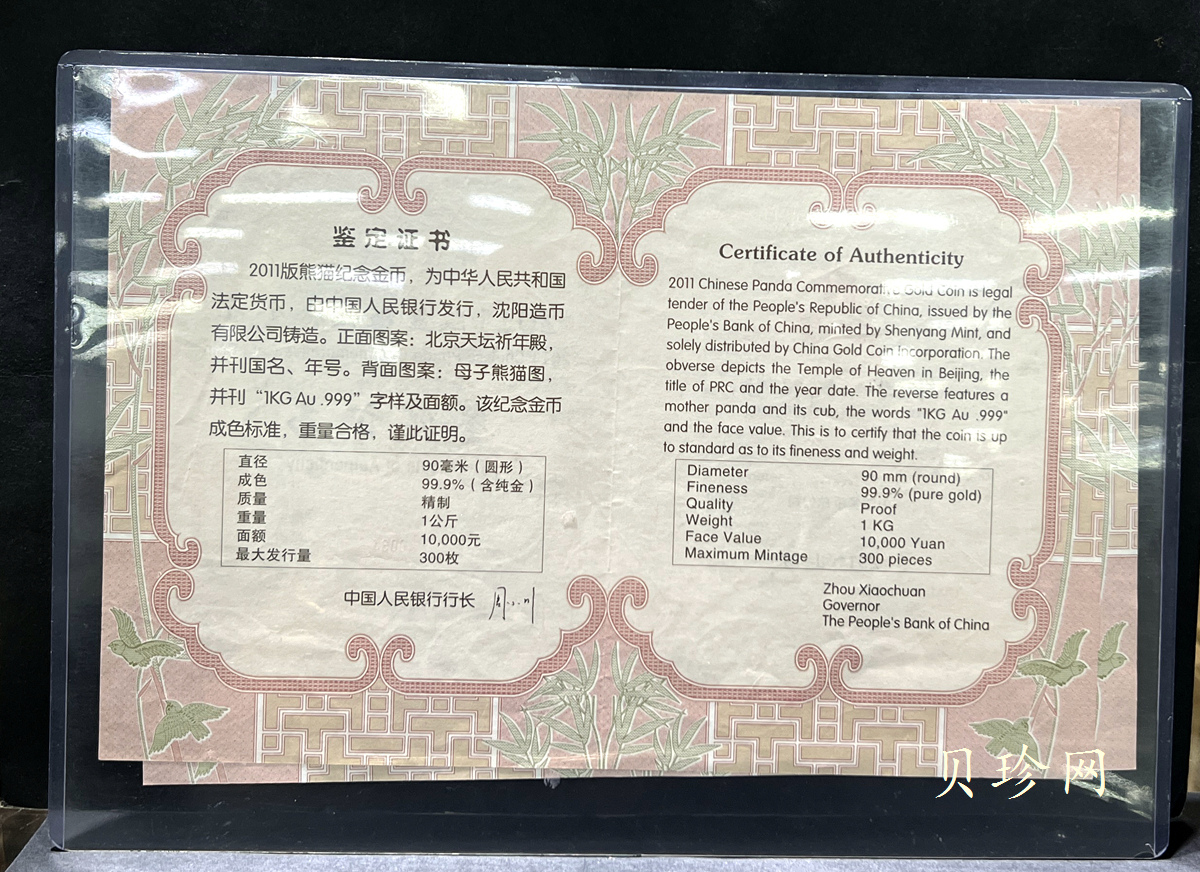 鉴定证书
2011版熊猫纪念金币，为中华人民共和国
法定货币，由中国人民银行发行，沈阳造币
有限公司铸造。正面图案：北京天坛祈年殿，
并刊国名、年号。背面图案：母子熊猫图，
并刊“1KG Au .999”字样及面额。该纪念金币
成色标准，重量合格，谨此证明。
直径 90毫米（圆形）
成色 99.9%（含纯金）
质量 精制
重量 1公斤
面额 10,000元
最大发行量 300枚
中国人民银行行长
Certificate of Authenticity
2011 Chinese Panda Commemorative Gold Coin is legal
tender of the People's Republic of China, issued by the
People's Bank of China, minted by Shenyang Mint, and
solely distributed by China Gold Coin Incorporation. The
obverse depicts the Temple of Heaven in Beijing, the
title of PRC and the year date. The reverse features a
mother panda and its cub, the words "1KG Au .999"
and the face value. This is to certify that the coin is up
to standard as to its fineness and weight.
Diameter 90 mm (round)
Fineness 99.9% (pure gold)
Quality Proof
Weight 1 KG
Face Value 10,000 Yuan
Maximum Mintage 300 pieces
Zhou Xiaochuan
Governor
The People's Bank of China
贝珍网